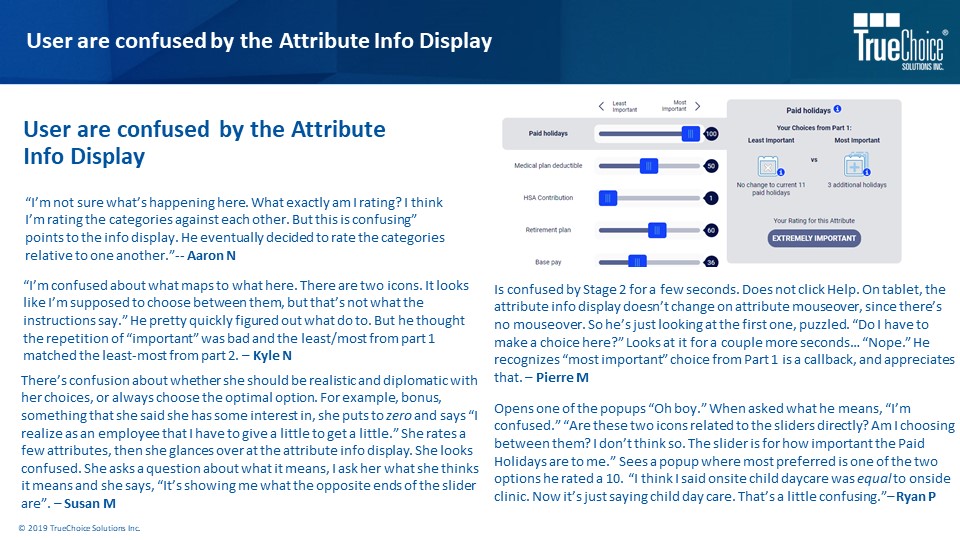 User are confused by the Attribute Info Display
TrueChoice®
SOLUTIONS INC.
User are confused by the Attribute
Info Display
“I’m not sure what’s happening here. What exactly am I rating? I think
I’m rating the categories against each other. But this is confusing”
points to the info display. He eventually decided to rate the categories
relative to one another.”-- Aaron N
“I’m confused about what maps to what here. There are two icons. It looks
like I’m supposed to choose between them, but that’s not what the
instructions say.” He pretty quickly figured out what do to. But he thought
the repetition of “important” was bad and the least/most from part 1
matched the least-most from part 2. – Kyle N
There’s confusion about whether she should be realistic and diplomatic with
her choices, or always choose the optimal option. For example, bonus,
something that she said she has some interest in, she puts to zero and says “I
realize as an employee that I have to give a little to get a little.” She rates a
few attributes, then she glances over at the attribute info display. She looks
confused. She asks a question about what it means, I ask her what she thinks
it means and she says, “It’s showing me what the opposite ends of the slider
are”. – Susan M
Least
Important
Most
Important
Paid holidays
100
Medical plan deductible
50
HSA Contribution
1
Retirement plan
60
Base pay
36
Paid holidays
Your Choices from Part 1:
Least Important
Most Important
vs
No change to current 11
paid holidays
3 additional holidays
Your Rating for this Attribute
EXTREMELY IMPORTANT
Is confused by Stage 2 for a few seconds. Does not click Help. On tablet, the
attribute info display doesn’t change on attribute mouseover, since there’s
no mouseover. So he’s just looking at the first one, puzzled. “Do I have to
make a choice here?” Looks at it for a couple more seconds… “Nope.” He
recognizes “most important” choice from Part 1 is a callback, and appreciates
that. – Pierre M
Opens one of the popups “Oh boy.” When asked what he means, “I’m
confused.” “Are these two icons related to the sliders directly? Am I choosing
between them? I don’t think so. The slider is for how important the Paid
Holidays are to me.” Sees a popup where most preferred is one of the two
options he rated a 10. “I think I said onsite child daycare was equal to onside
clinic. Now it’s just saying child day care. That’s a little confusing.”– Ryan P
© 2019 TrueChoice Solutions Inc.